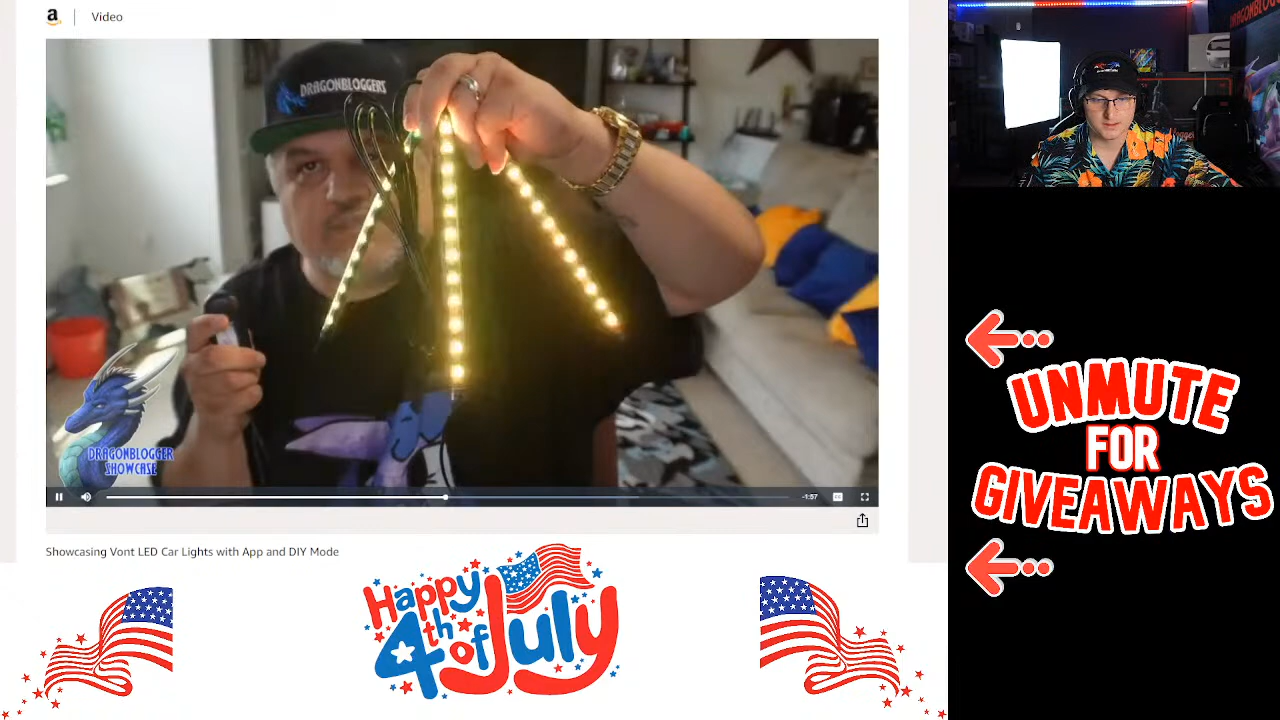 a
Video
DRAGONBLOGGERS
DRAGONBLOGGER
SHOWCASE
-1:57
Showcasing Vont LED Car Lights with App and DIY Mode
UNMUTE
FOR
GIVEAWAYS
Happy
4th of July